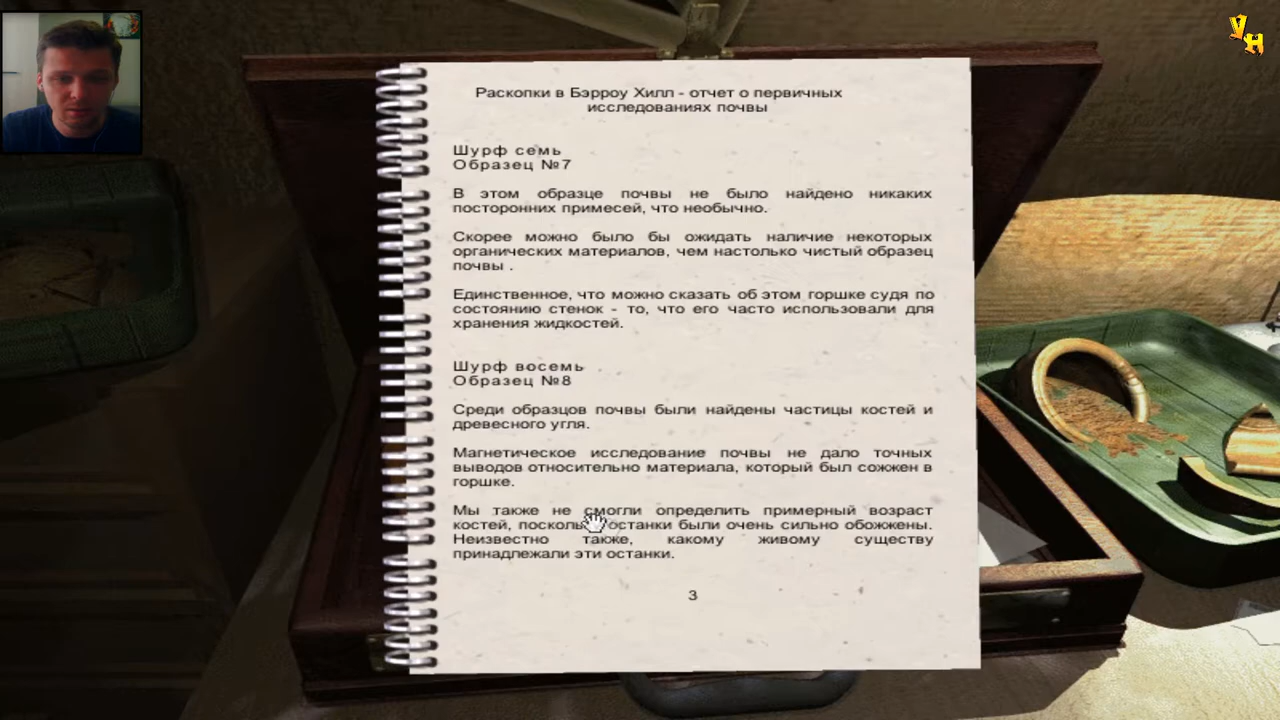 УН
Раскопки в Бэрроу Хилл - отчет о первичных
исследованиях почвы
Шурф семь
Образец №7
В этом образце почвы не было найдено никаких
посторонних примесей, что необычно.
Скорее можно было бы ожидать наличие некоторых
органических материалов, чем настолько чистый образец
почвы .
Единственное, что можно сказать об этом горшке судя по
состоянию стенок - то, что его часто использовали для
хранения жидкостей.
Шурф восемь
Образец №8
Среди образцов почвы были найдены частицы костей и
древесного угля.
Магнетическое исследование почвы не дало точных
выводов относительно материала, который был сожжен в
горшке.
Мы также не смогли определить примерный возраст
костей, останки были очень сильно обожжены.
Неизвестно также, какому живому существу
принадлежали эти останки.
3